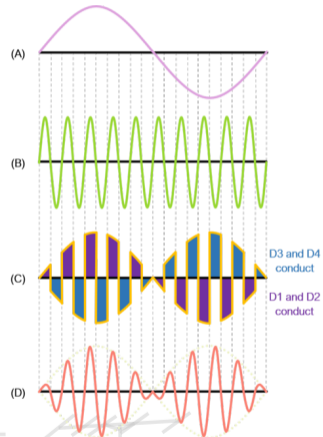 (A)
(B)
(C)
D3 and D4
conduct
D1 and D2
conduct
(D)